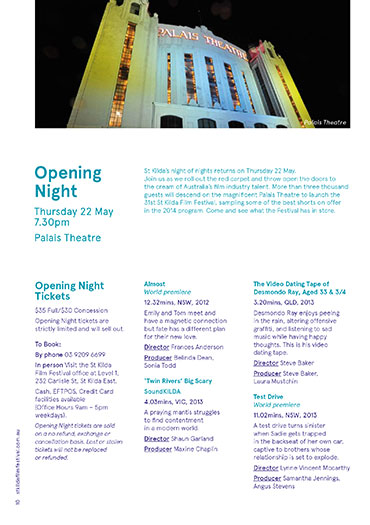 PALAIS THEATRE
Palais Theatre
Opening
Night
Thursday 22 May
7.30pm
Palais Theatre
St Kilda's night of nights returns on Thursday 22 May.
Join us as we roll out the red carpet and throw open the doors to
the cream of Australia's film industry talent. More than three thousand
guests will descend on the magnificent Palais Theatre to launch the
31st St Kilda Film Festival, sampling some of the best shorts on offer
in the 2014 program. Come and see what the Festival has in store.
Opening Night
Tickets
$35 Full/$30 Concession
Opening Night tickets are
strictly limited and will sell out.
To Book:
By phone 03 9209 6699
In person Visit the St Kilda
Film Festival office at Level 1,
232 Carlisle St, St Kilda East.
Cash, EFTPOS, Credit Card
facilities available
(Office Hours 9am – 5pm
weekdays).
Opening Night tickets are sold
on a no refund, exchange or
cancellation basis. Lost or stolen
tickets will not be replaced
or refunded.
Almost
World premiere
12.32mins, NSW, 2012
Emily and Tom meet and
have a magnetic connection
but fate has a different plan
for their new love.
Director Frances Anderson
Producer Belinda Dean,
Sonia Todd
'Twin Rivers' Big Scary
SoundKILDA
4.03mins, VIC, 2013
A praying mantis struggles
to find contentment
in a modern world.
Director Shaun Garland
Producer Maxine Chaplin
The Video Dating Tape of
Desmondo Ray, Aged 33 & 3/4
3.20mins, QLD, 2013
Desmondo Ray enjoys peeing
in the rain, altering offensive
graffiti, and listening to sad
music while having happy
thoughts. This is his video
dating tape.
Director Steve Baker
Producer Steve Baker,
Laura Mustchin
Test Drive
World premiere
11.02mins, NSW, 2013
A test drive turns sinister
when Sadie gets trapped
in the backseat of her own car,
captive to brothers whose
relationship is set to explode.
Director Lynne Vincent McCarthy
Producer Samantha Jennings,
Angus Stevens
10 stkildafilmfestival.com.au